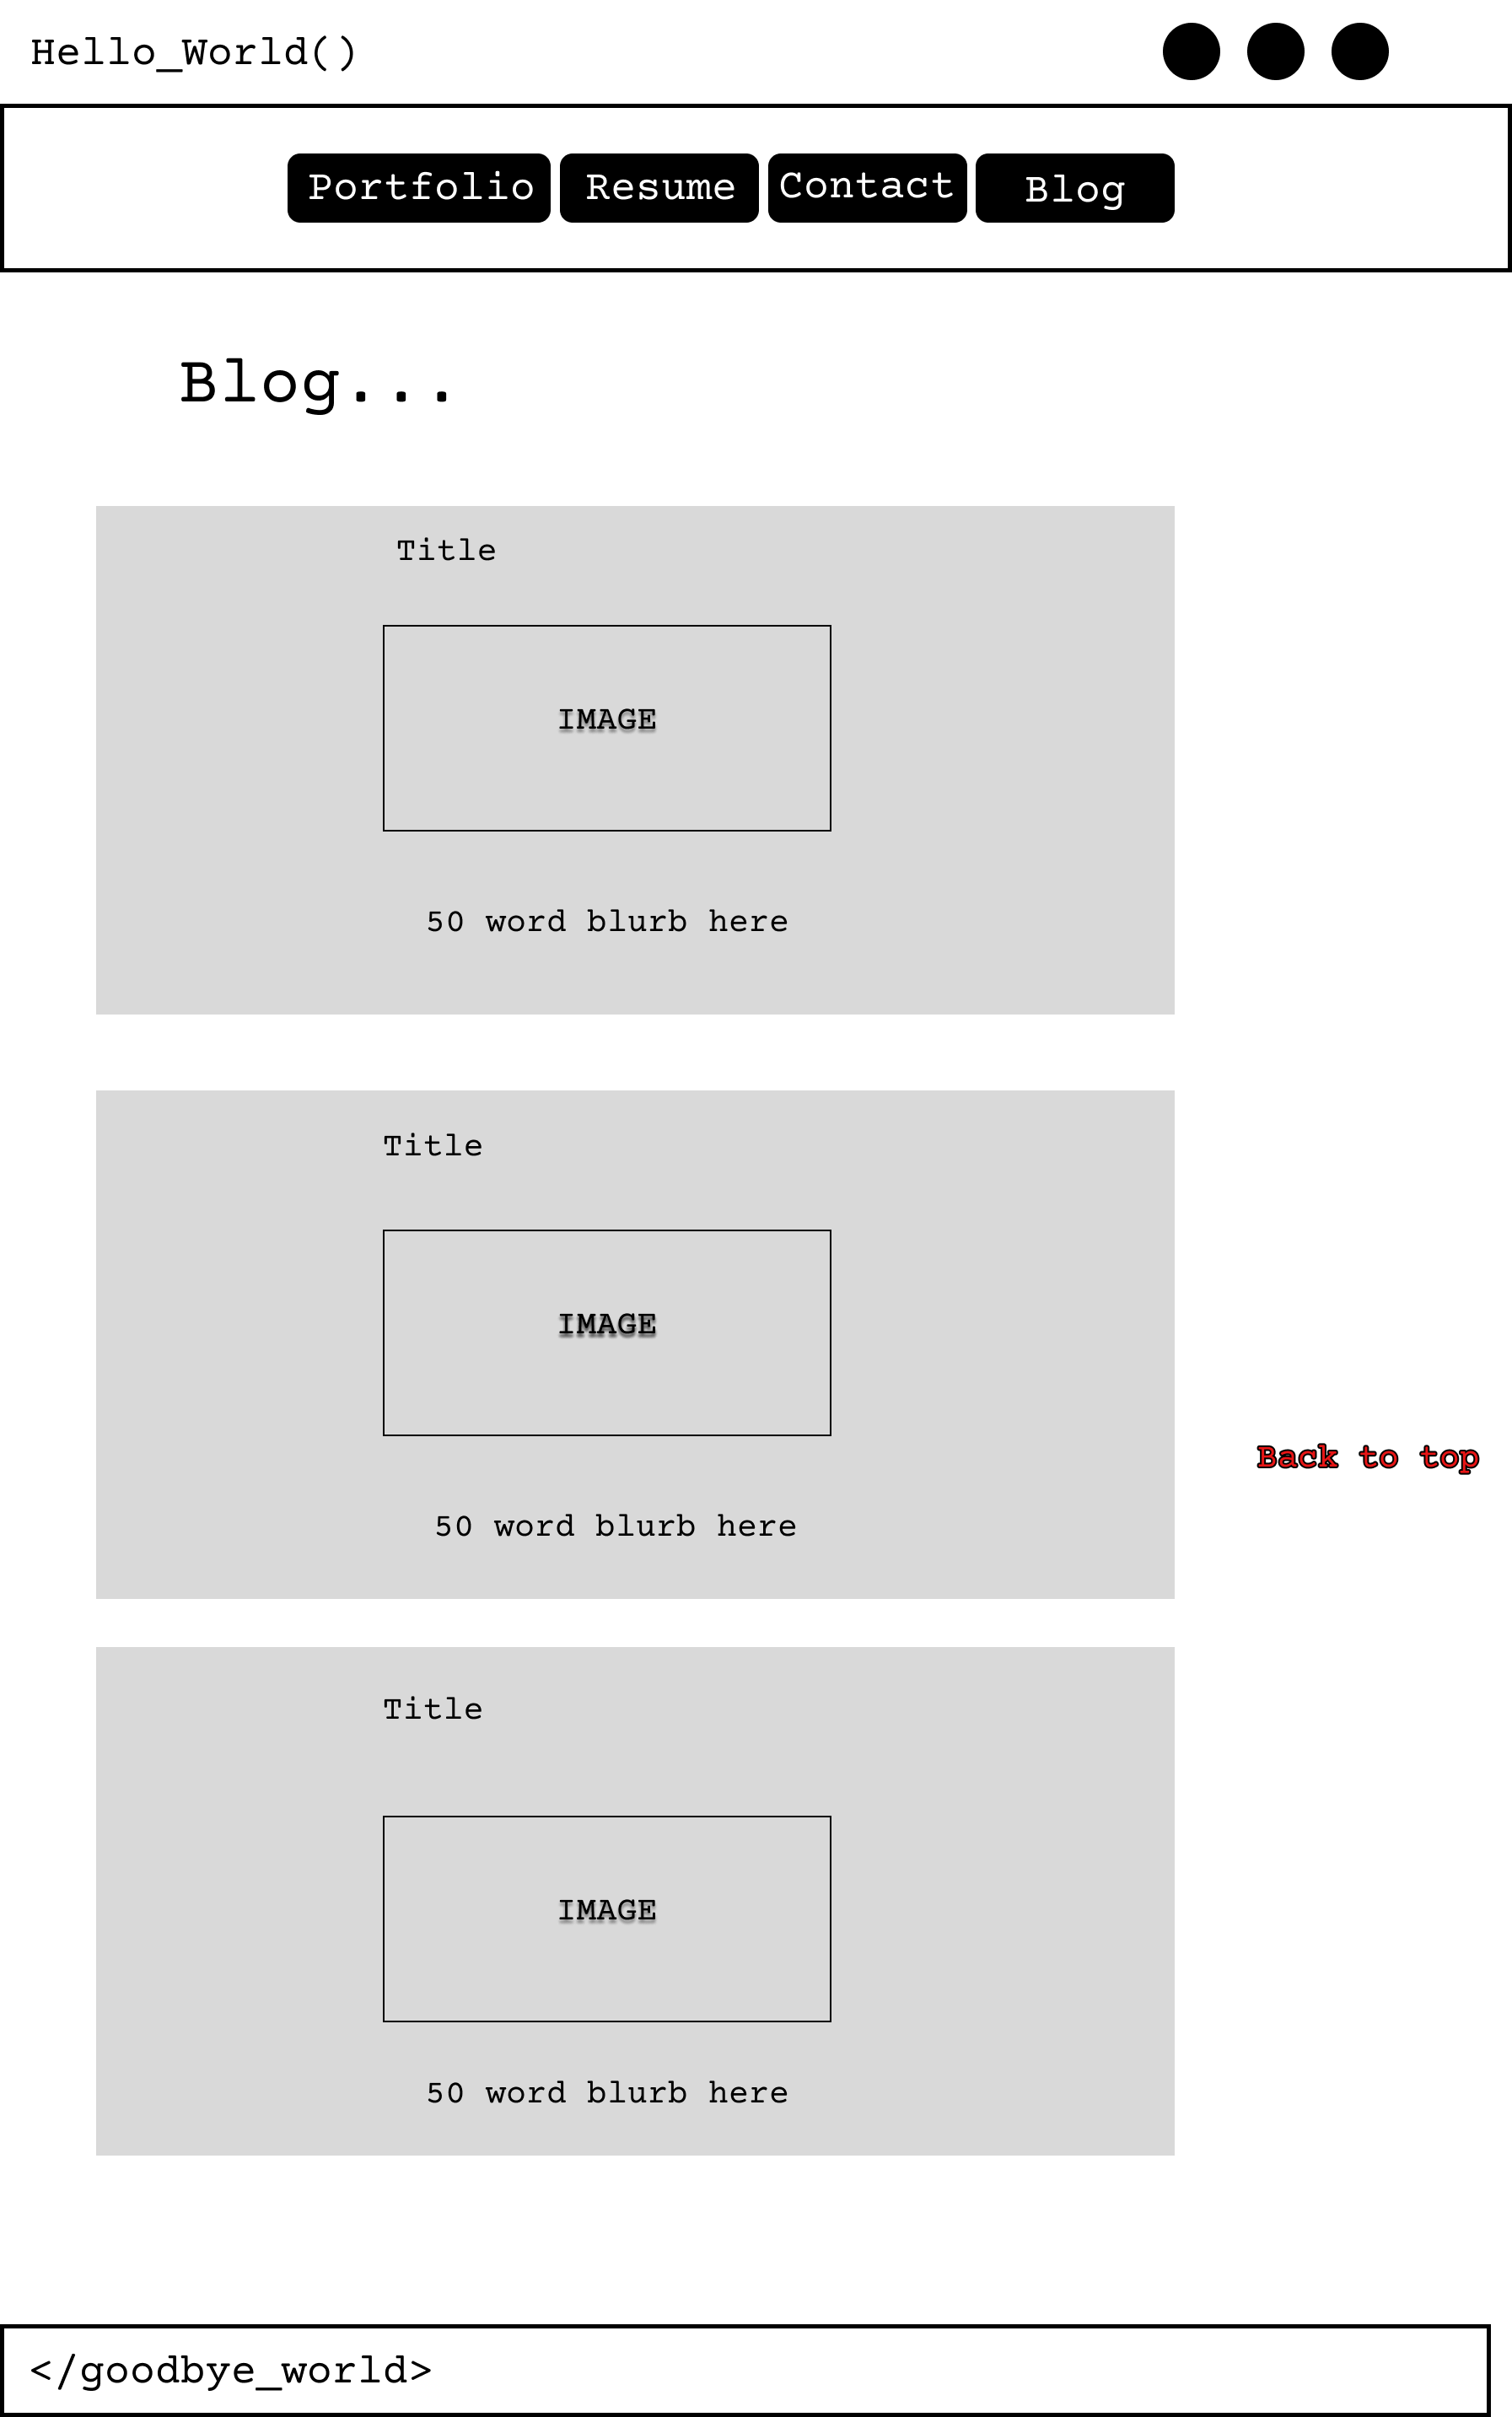 Hello_World()
Portfolio Resume Contact Blog
Blog...
Title
IMAGE
50 word blurb here
Title
IMAGE
Back to top
50 word blurb here
Title
IMAGE
50 word blurb here
</goodbye_world>